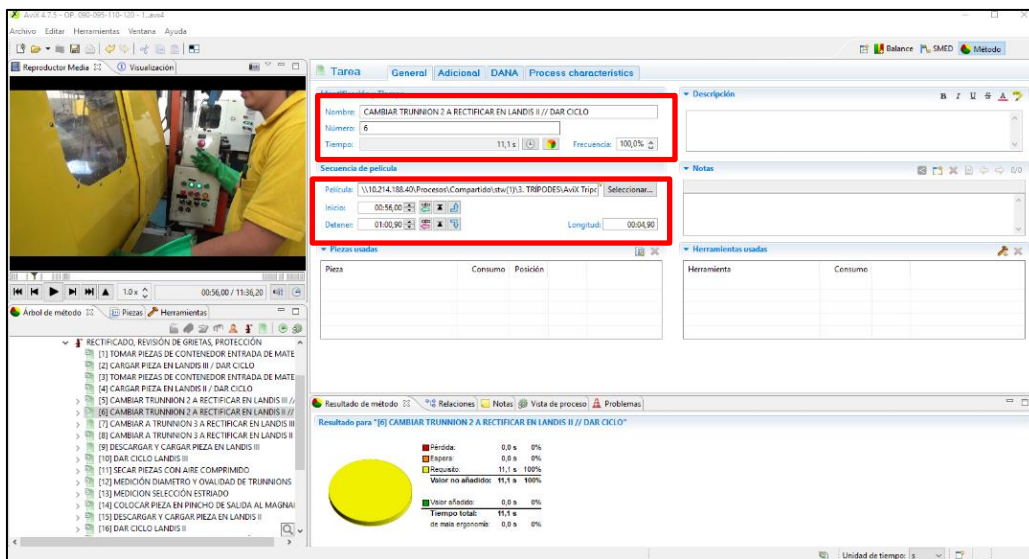 AviX 4.7.5 - OP. 090-095-110-120 - 1..avx4
Archivo Editar Herramientas Ventana Ayuda
Balance SMED Método
Reproductor Media Visualización
Tarea General Adicional DANA Process characteristics
Nombre: CAMBIAR TRUNNION 2 A RECTIFICAR EN LANDIS II // DAR CICLO
Número: 6
Tiempo: 11,1 s Frecuencia: 100,0%
Descripción
B I U S A
Secuencia de película
Película: \\10.214.188.40\Procesos\Compartido\stw(1)\3. TRÍPODES\AviX Tripo
Seleccionar...
Inicio: 00:56,00
Detener: 01:00,90 Longitud: 00:04,90
Notas
0/0
Piezas usadas
Pieza Consumo Posición
Herramientas usadas
Herramienta Consumo
1.0 x 00:56,00 / 11:36,20
Árbol de método Piezas Herramientas
RECTIFICADO, REVISIÓN DE GRIETAS, PROTECCIÓN
[1] TOMAR PIEZAS DE CONTENEDOR ENTRADA DE MATE
[2] CARGAR PIEZA EN LANDIS III / DAR CICLO
[3] TOMAR PIEZAS DE CONTENEDOR ENTRADA DE MATE
[4] CARGAR PIEZA EN LANDIS II / DAR CICLO
[5] CAMBIAR TRUNNION 2 A RECTIFICAR EN LANDIS III //
[6] CAMBIAR TRUNNION 2 A RECTIFICAR EN LANDIS II //
[7] CAMBIAR A TRUNNION 3 A RECTIFICAR EN LANDIS III
[8] CAMBIAR A TRUNNION 3 A RECTIFICAR EN LANDIS II
[9] DESCARGAR Y CARGAR PIEZA EN LANDIS III
[10] DAR CICLO LANDIS III
[11] SECAR PIEZAS CON AIRE COMPRIMIDO
[12] MEDICIÓN DIAMETRO Y OVALIDAD DE TRUNNIONS
[13] MEDICION SELECCIÓN ESTRIADO
[14] COLOCAR PIEZA EN PINCHO DE SALIDA AL MAGNAI
[15] DESCARGAR Y CARGAR PIEZA EN LANDIS II
[16] DAR CICLO LANDIS II
Resultado de método Relaciones Notas Vista de proceso Problemas
Resultado para "[6] CAMBIAR TRUNNION 2 A RECTIFICAR EN LANDIS II // DAR CICLO"
Pérdida: 0,0 s 0%
Espera: 0,0 s 0%
Requisito: 11,1 s 100%
Valor no añadido: 11,1 s 100%
Valor añadido: 0,0 s 0%
Tiempo total: 11,1 s
de mala ergonomía: 0,0 s 0%
Unidad de tiempo: s